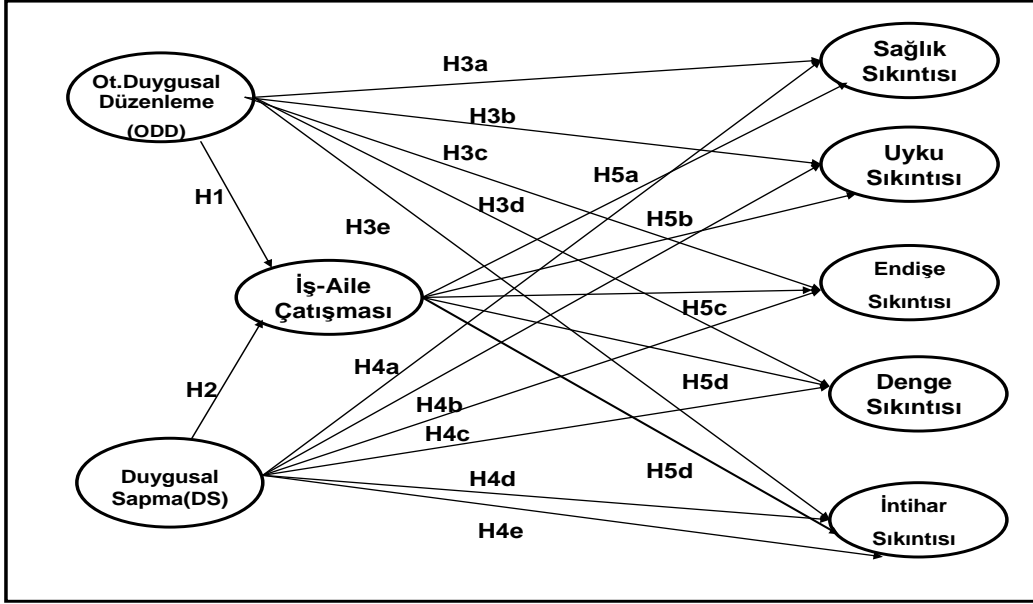 Ot.Duygusal
Düzenleme
(ODD)
H1
İş-Aile
Çatışması
H2
Duygusal
Sapma(DS)
H3a
H3b
H3c
H3d
H3e
H5a
H5b
H5c
H5d
H5d
H4a
H4b
H4c
H4d
H4e
Sağlık
Sıkıntısı
Uyku
Sıkıntısı
Endişe
Sıkıntısı
Denge
Sıkıntısı
İntihar
Sıkıntısı